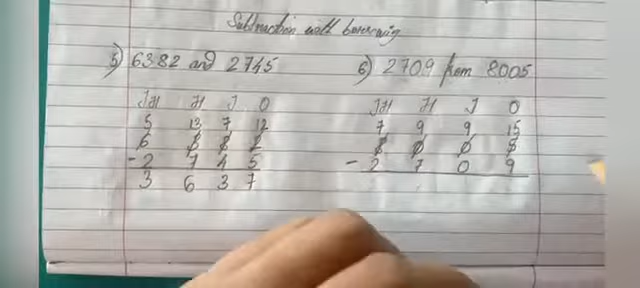 Subtraction with borrowing
5) 6382 and 2745
6) 2709 from 8005
TH H T O
5 13 7 12
6 3 8 2
- 2 7 4 5
3 6 3 7
TH H T O
7 9 9 15
8 0 0 5
- 2 7 0 9